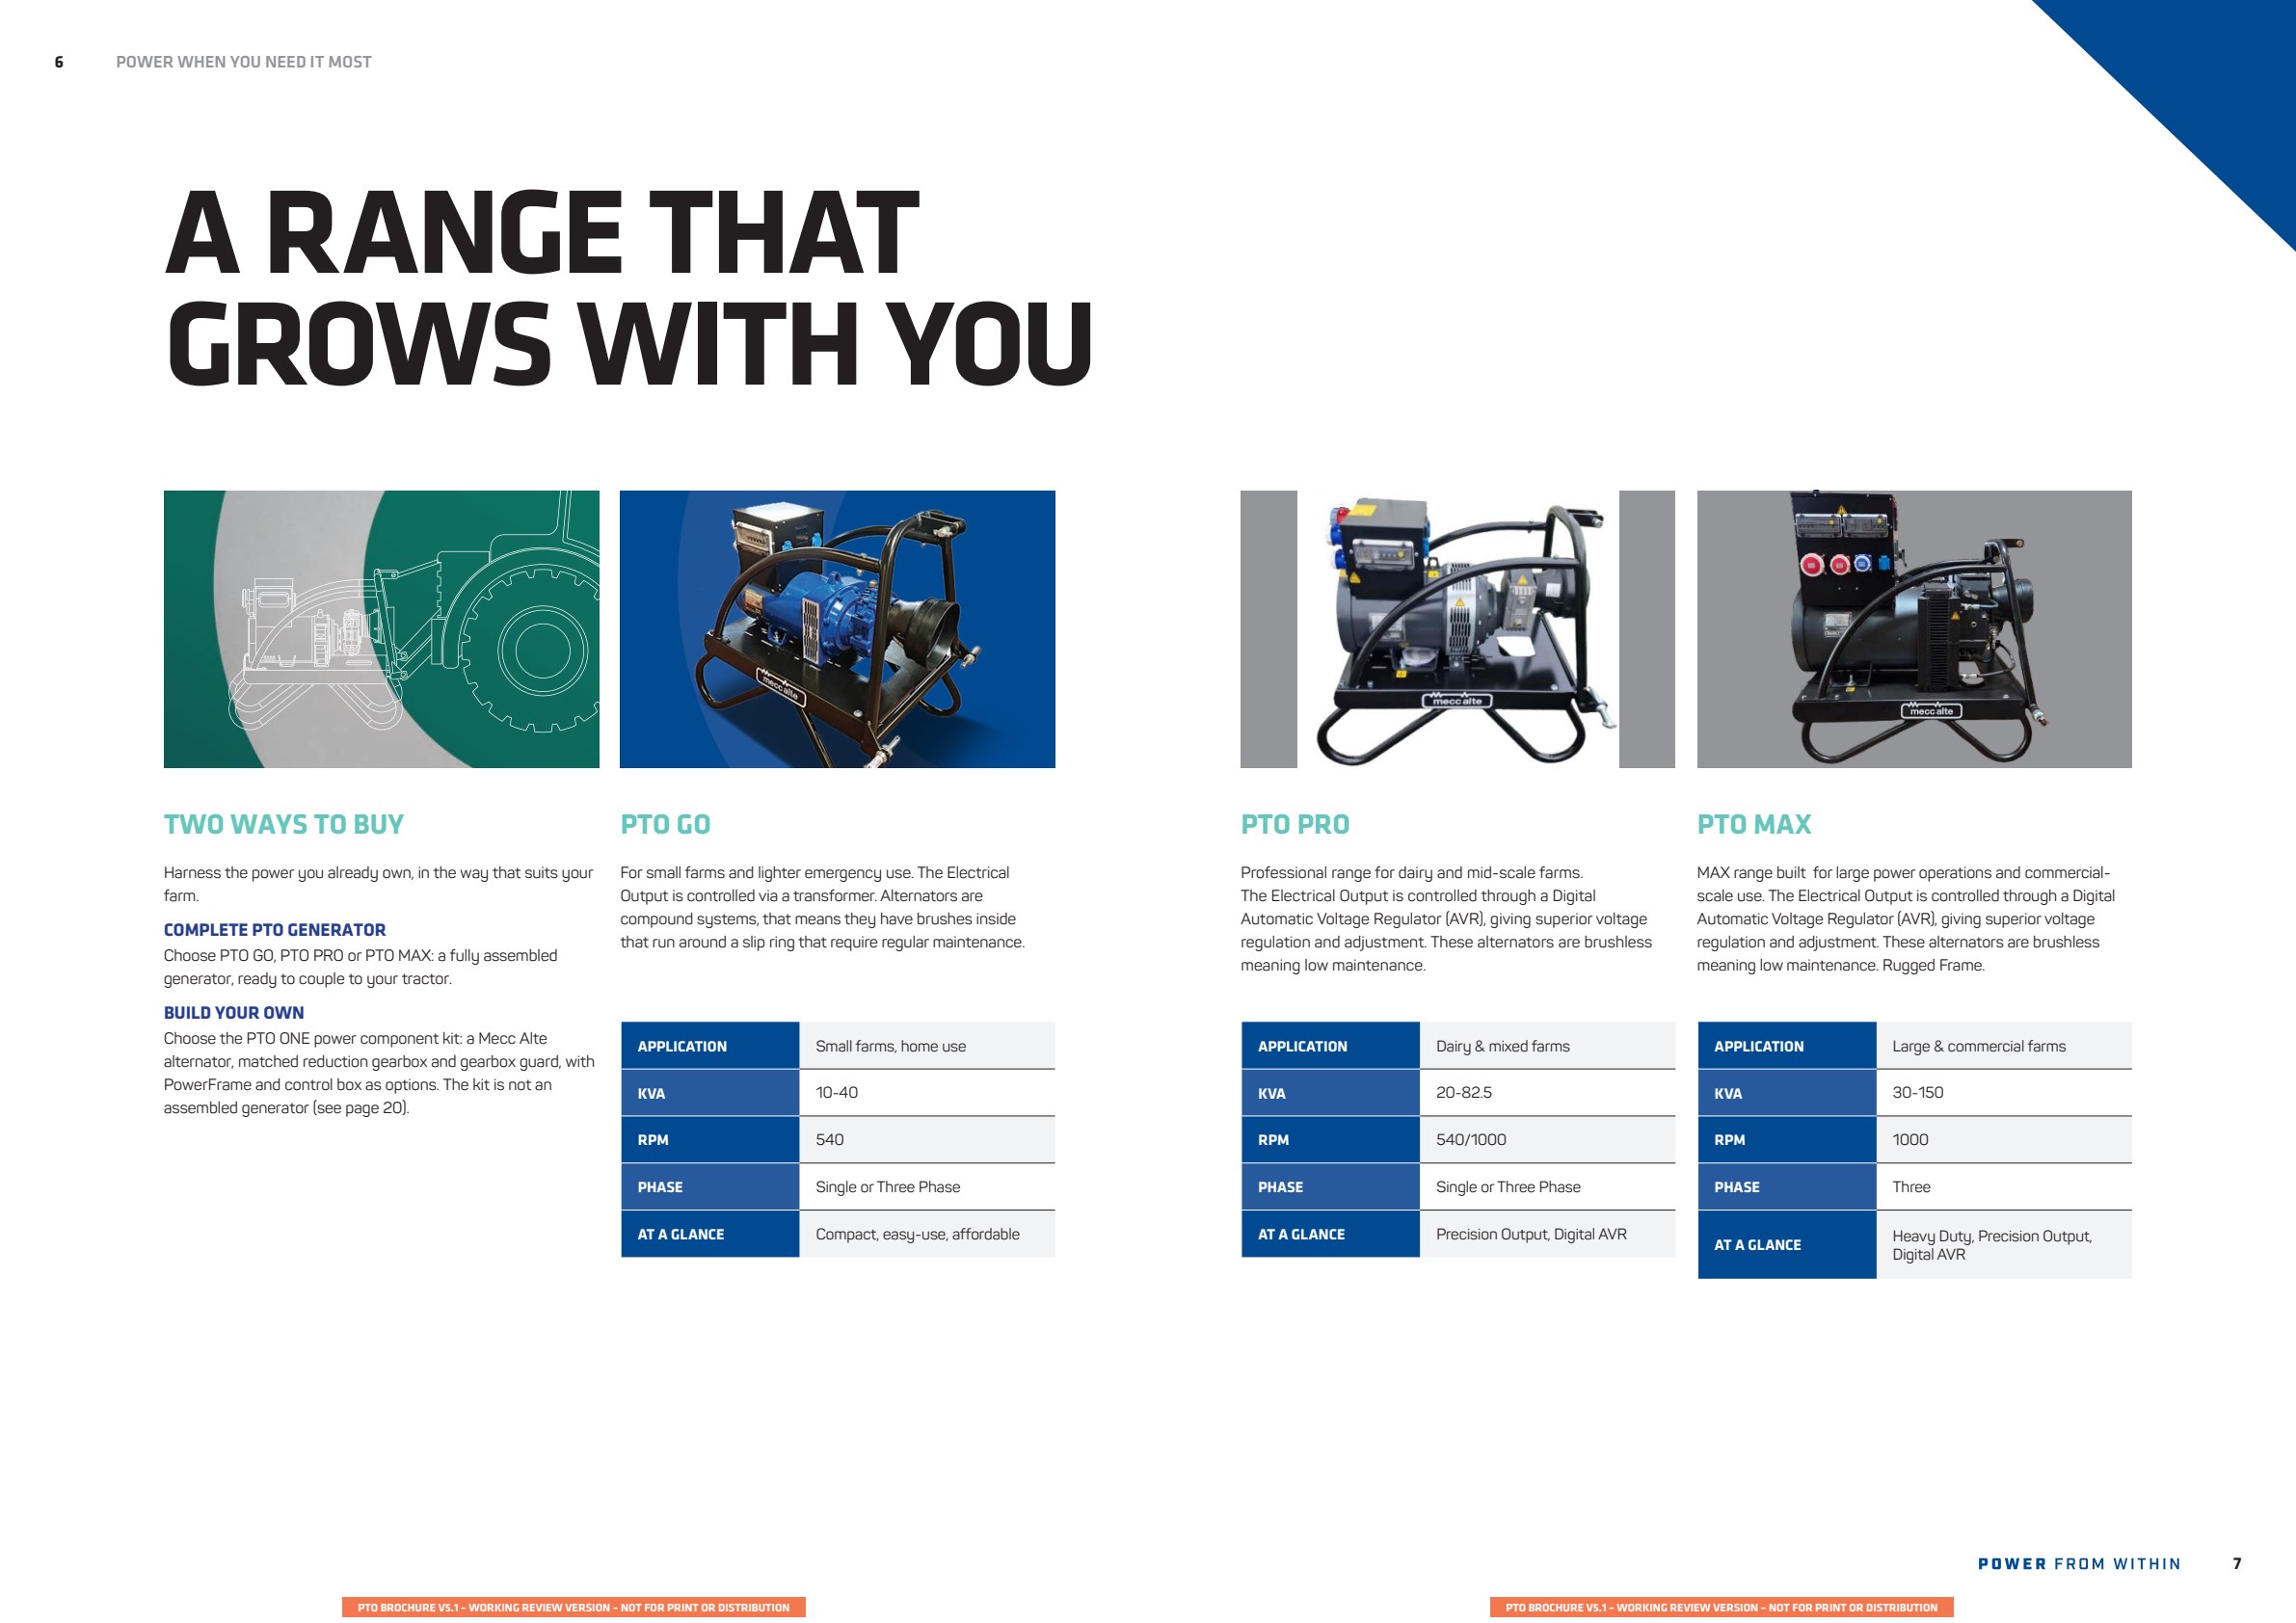 6
POWER WHEN YOU NEED IT MOST
A RANGE THAT
GROWS WITH YOU
mecc alte
mecc alte
mecc alte
TWO WAYS TO BUY
Harness the power you already own, in the way that suits your
farm.
COMPLETE PTO GENERATOR
Choose PTO GO, PTO PRO or PTO MAX: a fully assembled
generator, ready to couple to your tractor.
BUILD YOUR OWN
Choose the PTO ONE power component kit: a Mecc Alte
alternator, matched reduction gearbox and gearbox guard, with
PowerFrame and control box as options. The kit is not an
assembled generator (see page 20).
PTO GO
For small farms and lighter emergency use. The Electrical
Output is controlled via a transformer. Alternators are
compound systems, that means they have brushes inside
that run around a slip ring that require regular maintenance.
APPLICATION Small farms, home use
KVA 10-40
RPM 540
PHASE Single or Three Phase
AT A GLANCE Compact, easy-use, affordable
PTO PRO
Professional range for dairy and mid-scale farms.
The Electrical Output is controlled through a Digital
Automatic Voltage Regulator (AVR), giving superior voltage
regulation and adjustment. These alternators are brushless
meaning low maintenance.
APPLICATION Dairy & mixed farms
KVA 20-82.5
RPM 540/1000
PHASE Single or Three Phase
AT A GLANCE Precision Output, Digital AVR
PTO MAX
MAX range built  for large power operations and commercial-
scale use. The Electrical Output is controlled through a Digital
Automatic Voltage Regulator (AVR), giving superior voltage
regulation and adjustment. These alternators are brushless
meaning low maintenance. Rugged Frame.
APPLICATION Large & commercial farms
KVA 30-150
RPM 1000
PHASE Three
AT A GLANCE Heavy Duty, Precision Output,
Digital AVR
POWER FROM WITHIN
7
PTO BROCHURE V5.1 – WORKING REVIEW VERSION – NOT FOR PRINT OR DISTRIBUTION
PTO BROCHURE V5.1 – WORKING REVIEW VERSION – NOT FOR PRINT OR DISTRIBUTION